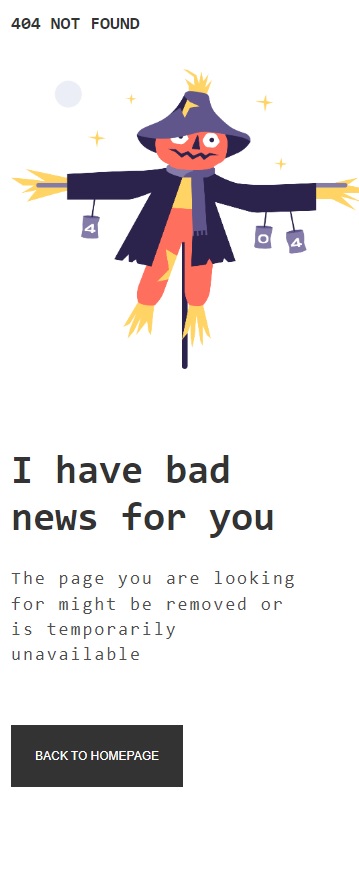 404 NOT FOUND
4
0
4
I have bad
news for you
The page you are looking
for might be removed or
is temporarily
unavailable
BACK TO HOMEPAGE